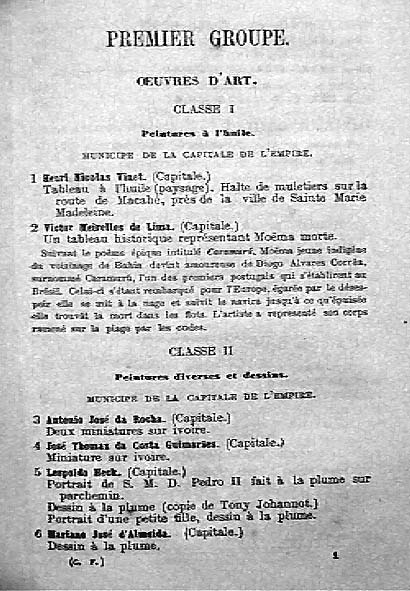 PREMIER GROUPE.
ŒUVRES D'ART.
CLASSE I
Peintures à l'huile.
MUNICIPE DE LA CAPITALE DE L'EMPIRE.
1 Henri Nicolas Vinet. (Capitale.)
Tableau à l'huile (paysage). Halte de muletiers sur la
route de Macahé, près de la ville de Sainte Marie
Madeleine.
2 Victor Meirelles de Lima. (Capitale.)
Un tableau historique représentant Moëma morte.
Suivant le poème épique intitulé Caramurú, Moëma jeune indigène
du voisinage de Bahia devint amoureuse de Diogo Alvares Corrêa,
surnommé Caramurú, l'un des premiers portugais qui s'établirent au
Brésil. Celui-ci s'étant rembarqué pour l'Europe, égarée par le déses-
poir elle se mit à la nage et suivit le navire jusqu'à ce qu'épuisée
elle trouvât la mort dans les flots. L'artiste a representé son corps
ramené sur la plage par les ondes.
CLASSE II
Peintures diverses et dessins.
MUNICIPE DE LA CAPITALE DE L'EMPIRE.
3 Antonio José da Rocha. (Capitale.)
Deux miniatures sur ivoire.
4 José Thomaz da Costa Guimarães. (Capitale.)
Miniature sur ivoire.
5 Leopoldo Heck. (Capitale.)
Portrait de S. M. D. Pedro II fait à la plume sur
parchemin.
Dessin à la plume (copie de Tony Johannot.)
Portrait d'une petite fille, dessin à la plume.
6 Mariano José d'Almeida. (Capitale.)
Dessin à la plume.
(C. F.) 1